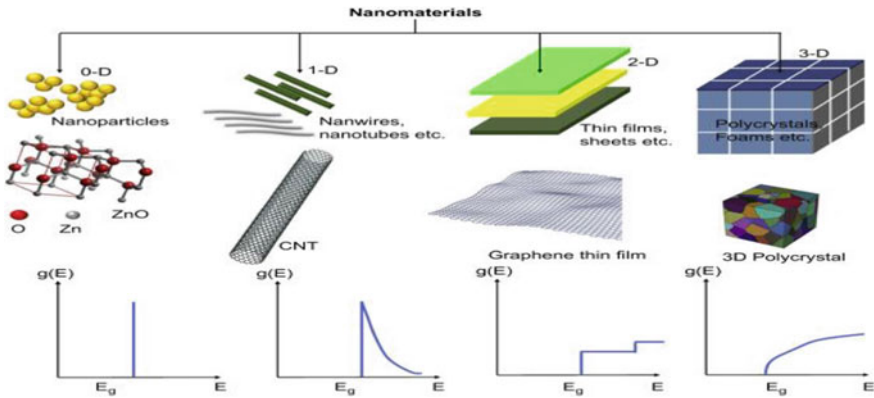 Nanomaterials
0-D
1-D
2-D
3-D
Nanoparticles
Nanwires,
nanotubes etc.
Thin films,
sheets etc.
Polycrystals,
Foams etc.
O
Zn
ZnO
CNT
Graphene thin film
3D Polycrystal
g(E)
g(E)
g(E)
g(E)
Eg
E
Eg
E
Eg
E
Eg
E